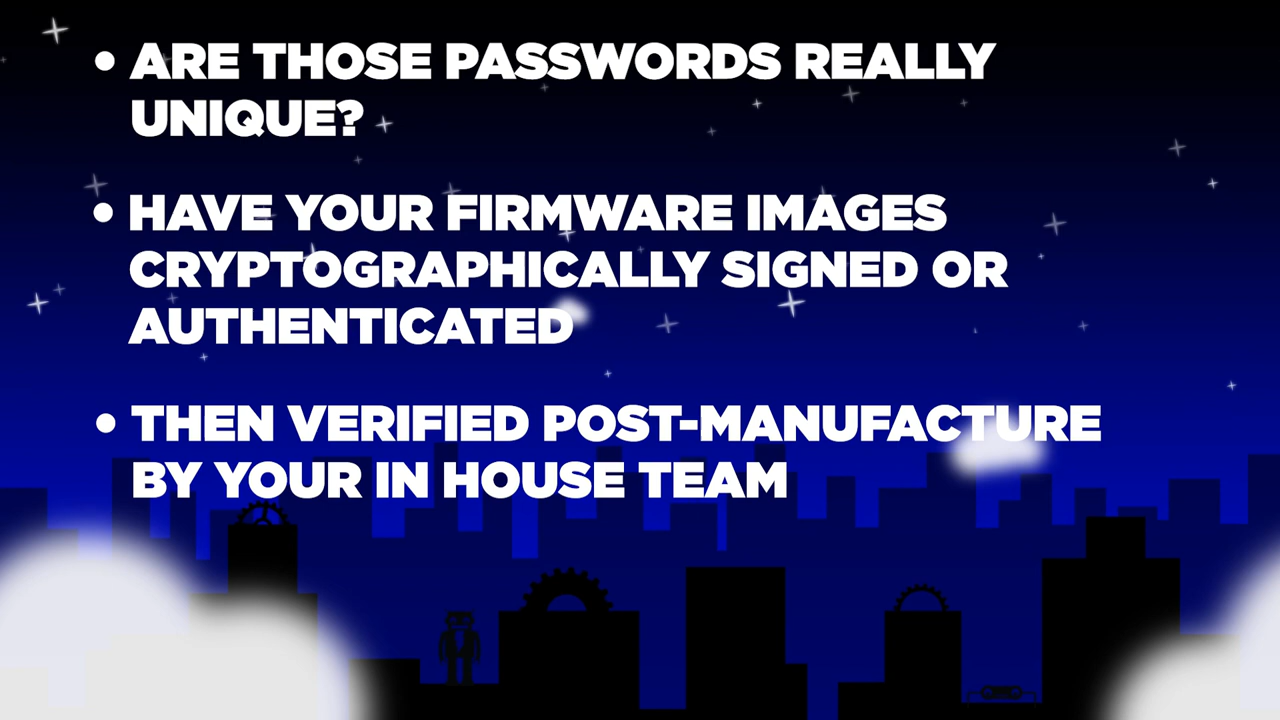 • ARE THOSE PASSWORDS REALLY
UNIQUE?
• HAVE YOUR FIRMWARE IMAGES
CRYPTOGRAPHICALLY SIGNED OR
AUTHENTICATED
• THEN VERIFIED POST-MANUFACTURE
BY YOUR IN HOUSE TEAM